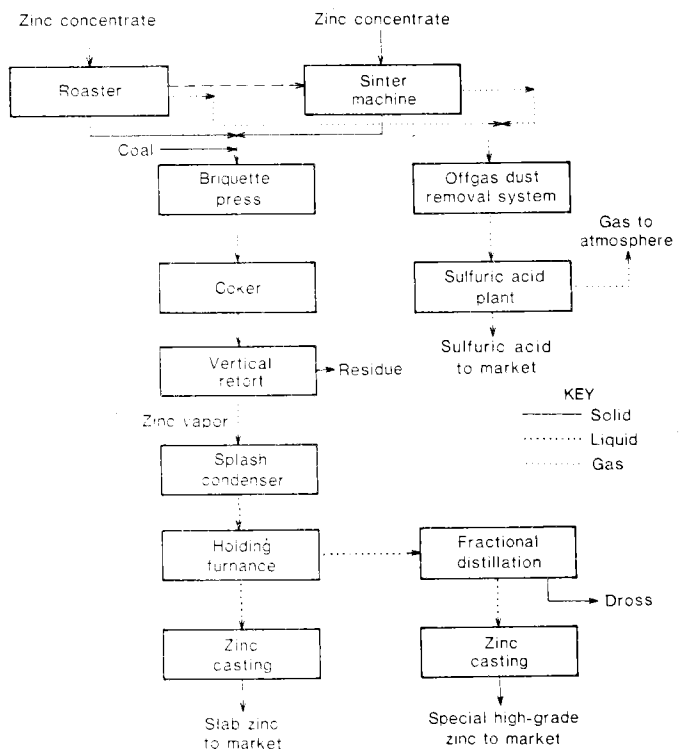 Zinc concentrate
Zinc concentrate
Roaster
Sinter
machine
Coal
Briquette
press
Offgas dust
removal system
Gas to
atmosphere
Coker
Sulfuric acid
plant
Vertical
retort
Residue
Sulfuric acid
to market
KEY
Solid
Liquid
Gas
Zinc vapor
Splash
condenser
Holding
furnance
Fractional
distillation
Dross
Zinc
casting
Zinc
casting
Slab zinc
to market
Special high-grade
zinc to market